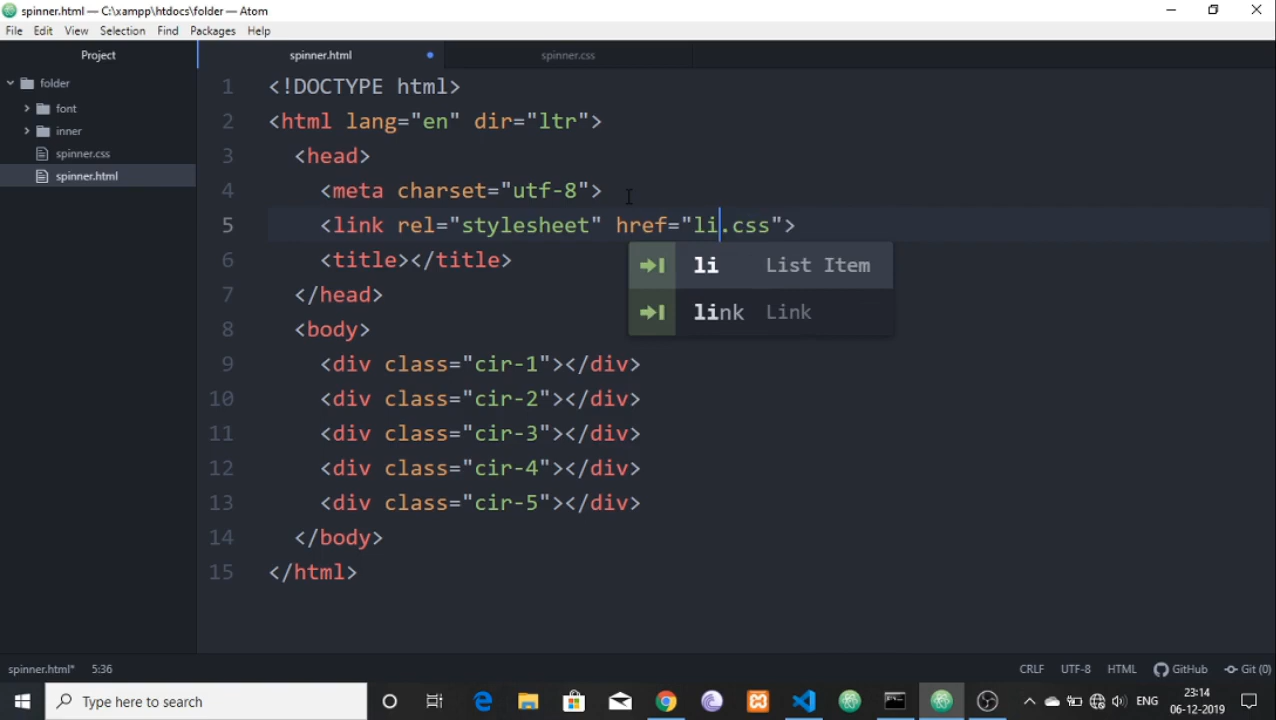 spinner.html — C:\xampp\htdocs\folder — Atom
File Edit View Selection Find Packages Help
Project
spinner.html
spinner.css
folder
font
inner
spinner.css
spinner.html
1 <!DOCTYPE html>
2 <html lang="en" dir="ltr">
3 <head>
4 <meta charset="utf-8">
5 <link rel="stylesheet" href="li.css">
li List Item
link Link
6 <title></title>
7 </head>
8 <body>
9 <div class="cir-1"></div>
10 <div class="cir-2"></div>
11 <div class="cir-3"></div>
12 <div class="cir-4"></div>
13 <div class="cir-5"></div>
14 </body>
15 </html>
spinner.html* 5:36
CRLF UTF-8 HTML GitHub Git (0)
Type here to search
ENG
23:14
06-12-2019